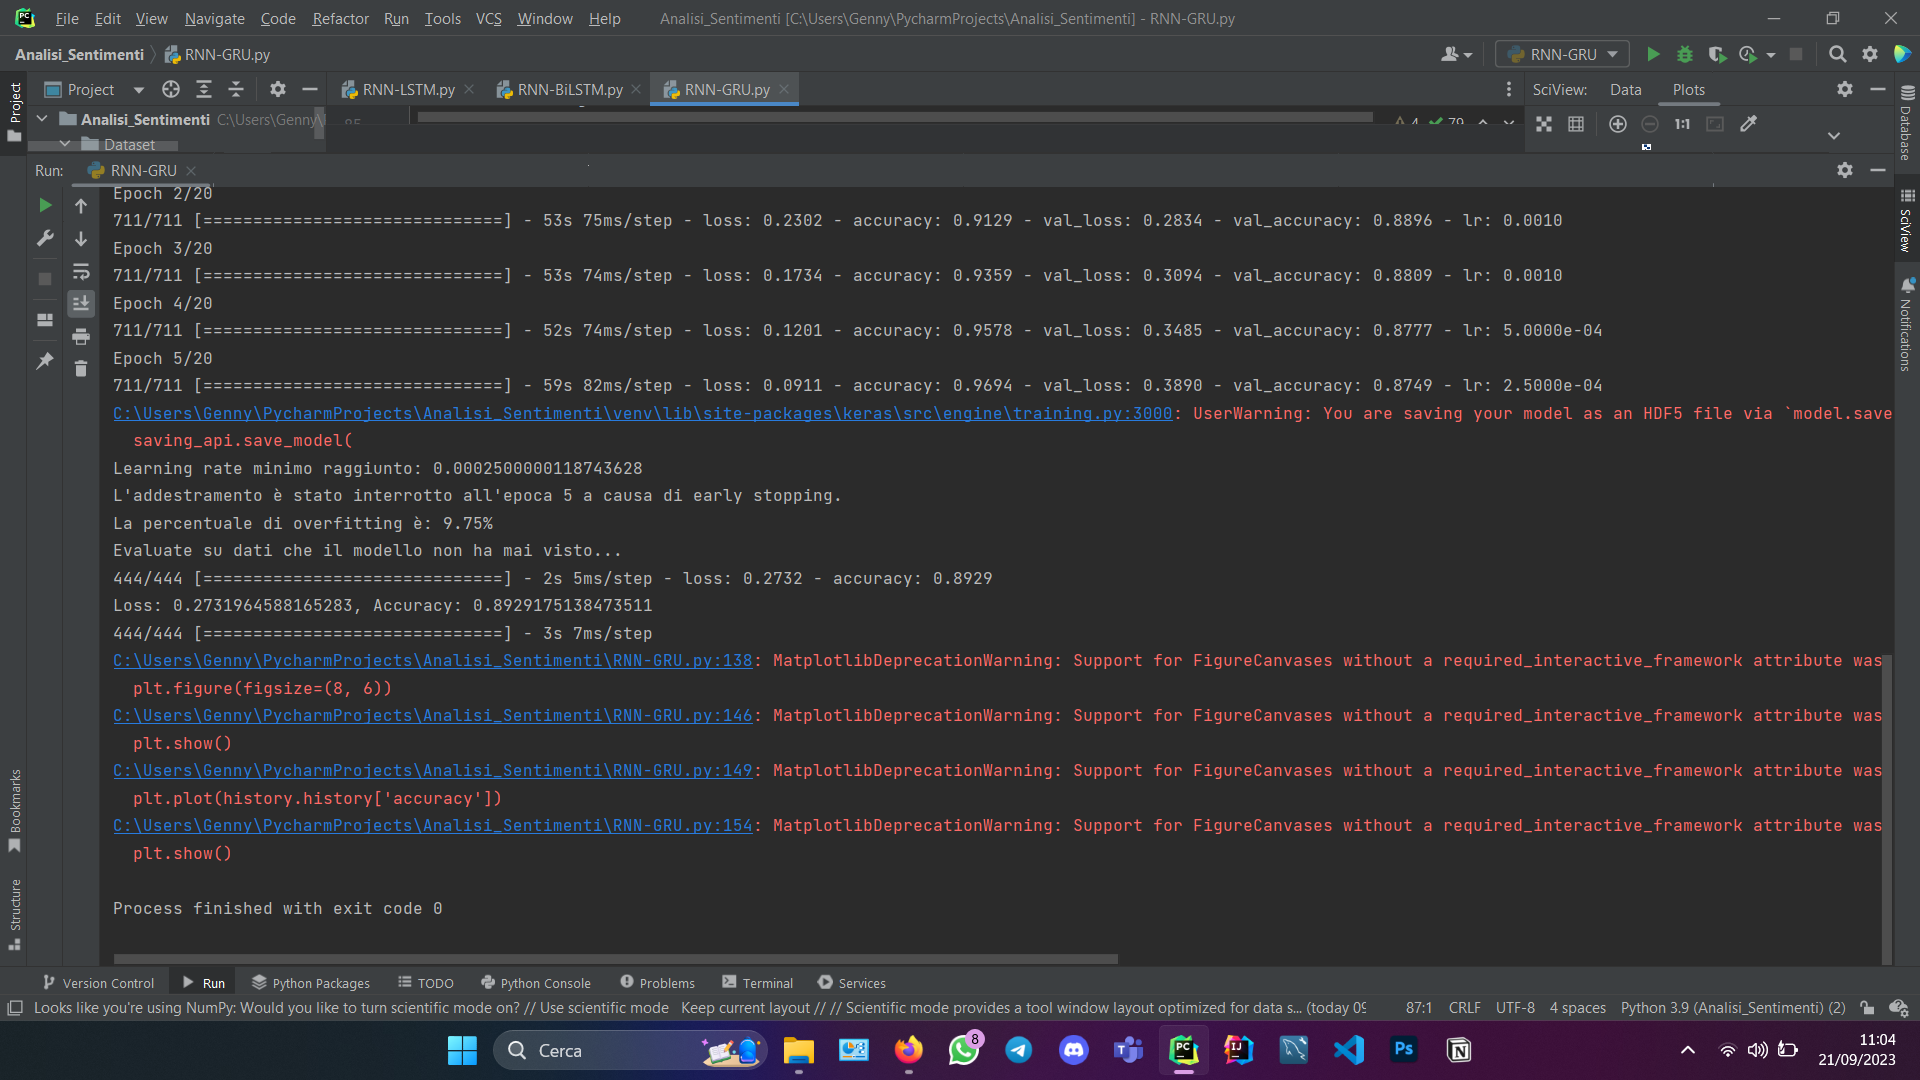 File Edit View Navigate Code Refactor Run Tools VCS Window Help Analisi_Sentimenti [C:\Users\Genny\PycharmProjects\Analisi_Sentimenti] - RNN-GRU.py
Analisi_Sentimenti RNN-GRU.py RNN-GRU
Project RNN-LSTM.py RNN-BiLSTM.py RNN-GRU.py SciView: Data Plots
Analisi_Sentimenti C:\Users\Genny\ 4 79
Dataset 1:1
Run: RNN-GRU
Epoch 2/20
711/711 [==============================] - 53s 75ms/step - loss: 0.2302 - accuracy: 0.9129 - val_loss: 0.2834 - val_accuracy: 0.8896 - lr: 0.0010
Epoch 3/20
711/711 [==============================] - 53s 74ms/step - loss: 0.1734 - accuracy: 0.9359 - val_loss: 0.3094 - val_accuracy: 0.8809 - lr: 0.0010
Epoch 4/20
711/711 [==============================] - 52s 74ms/step - loss: 0.1201 - accuracy: 0.9578 - val_loss: 0.3485 - val_accuracy: 0.8777 - lr: 5.0000e-04
Epoch 5/20
711/711 [==============================] - 59s 82ms/step - loss: 0.0911 - accuracy: 0.9694 - val_loss: 0.3890 - val_accuracy: 0.8749 - lr: 2.5000e-04
C:\Users\Genny\PycharmProjects\Analisi_Sentimenti\venv\lib\site-packages\keras\src\engine\training.py:3000: UserWarning: You are saving your model as an HDF5 file via `model.save
saving_api.save_model(
Learning rate minimo raggiunto: 0.0002500000118743628
L'addestramento è stato interrotto all'epoca 5 a causa di early stopping.
La percentuale di overfitting è: 9.75%
Evaluate su dati che il modello non ha mai visto...
444/444 [==============================] - 2s 5ms/step - loss: 0.2732 - accuracy: 0.8929
Loss: 0.2731964588165283, Accuracy: 0.8929175138473511
444/444 [==============================] - 3s 7ms/step
C:\Users\Genny\PycharmProjects\Analisi_Sentimenti\RNN-GRU.py:138: MatplotlibDeprecationWarning: Support for FigureCanvases without a required_interactive_framework attribute was
plt.figure(figsize=(8, 6))
C:\Users\Genny\PycharmProjects\Analisi_Sentimenti\RNN-GRU.py:146: MatplotlibDeprecationWarning: Support for FigureCanvases without a required_interactive_framework attribute was
plt.show()
C:\Users\Genny\PycharmProjects\Analisi_Sentimenti\RNN-GRU.py:149: MatplotlibDeprecationWarning: Support for FigureCanvases without a required_interactive_framework attribute was
plt.plot(history.history['accuracy'])
C:\Users\Genny\PycharmProjects\Analisi_Sentimenti\RNN-GRU.py:154: MatplotlibDeprecationWarning: Support for FigureCanvases without a required_interactive_framework attribute was
plt.show()
Process finished with exit code 0
Project
Bookmarks
Structure
Database
SciView
Notifications
Version Control Run Python Packages TODO Python Console Problems Terminal Services
Looks like you're using NumPy: Would you like to turn scientific mode on? // Use scientific mode Keep current layout // // Scientific mode provides a tool window layout optimized for data s... (today 09 87:1 CRLF UTF-8 4 spaces Python 3.9 (Analisi_Sentimenti) (2)
Cerca 8 PC IJ Ps 11:04
21/09/2023